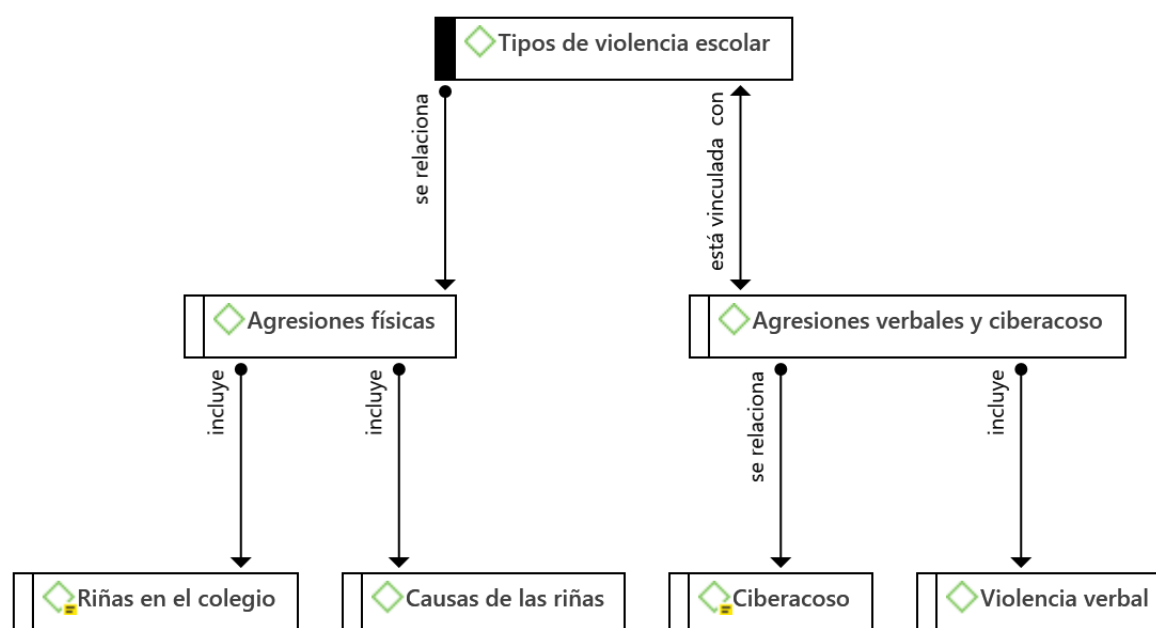 Tipos de violencia escolar
se relaciona
está vinculada con
Agresiones físicas
Agresiones verbales y ciberacoso
incluye
incluye
se relaciona
incluye
Riñas en el colegio
Causas de las riñas
Ciberacoso
Violencia verbal